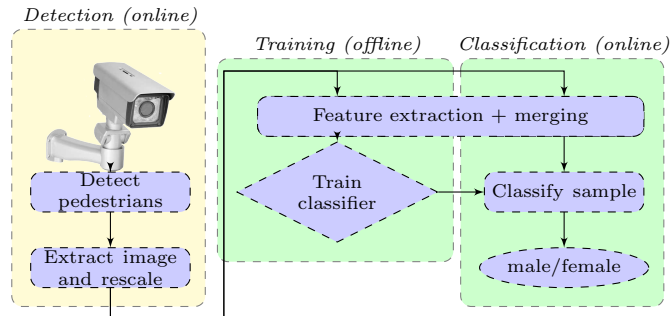 Detection (online)
Detect
pedestrians
Extract image
and rescale
Training (offline)
Classification (online)
Feature extraction + merging
Train
classifier
Classify sample
male/female